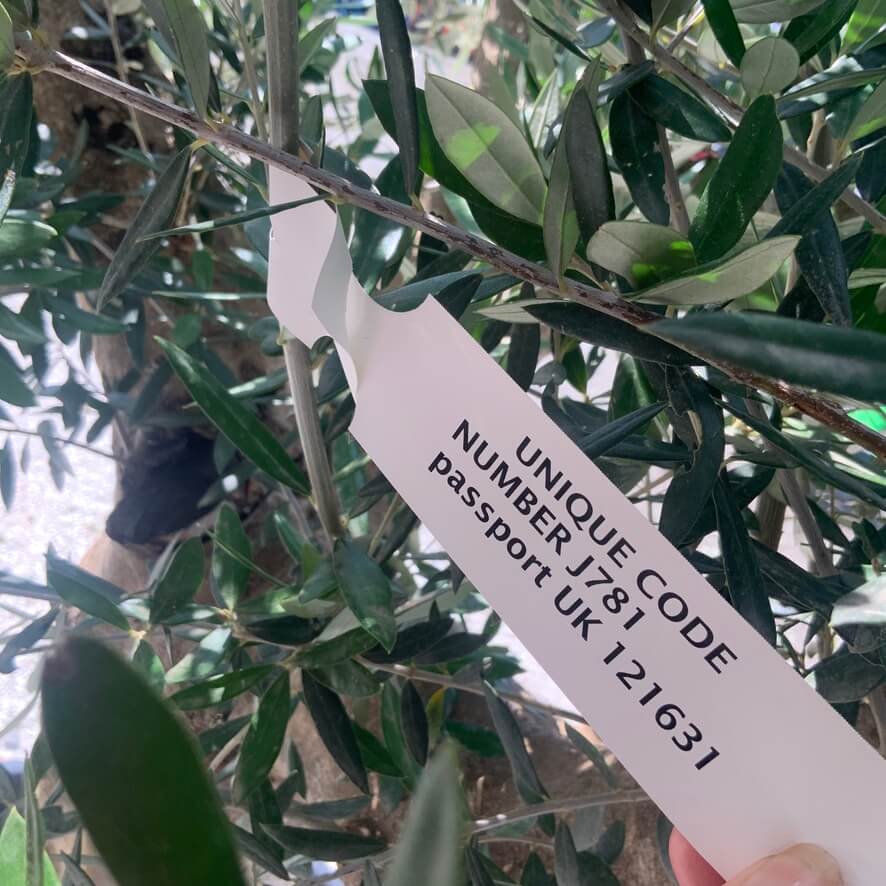 UNIQUE CODE
NUMBER J781
passport UK 121631